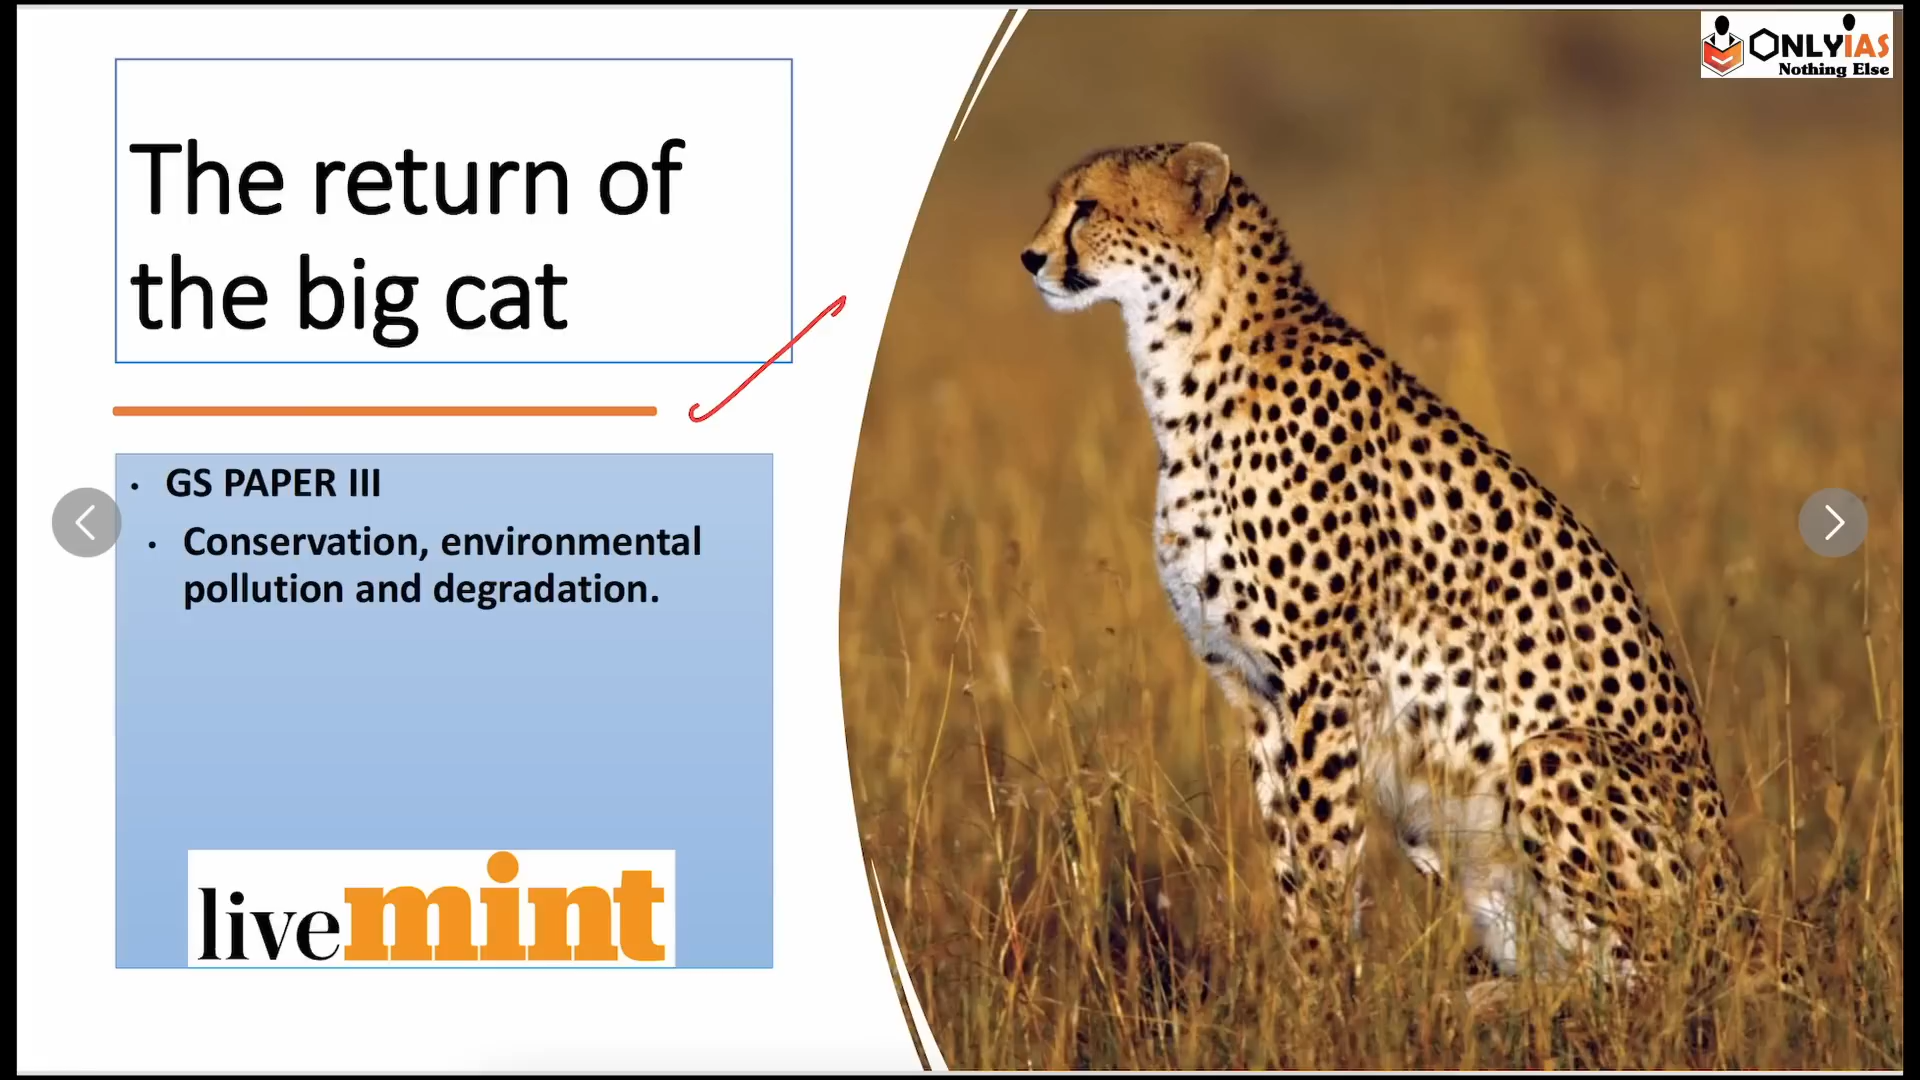 ONLYIAS
Nothing Else
The return of
the big cat
• GS PAPER III
• Conservation, environmental
pollution and degradation.
livemint